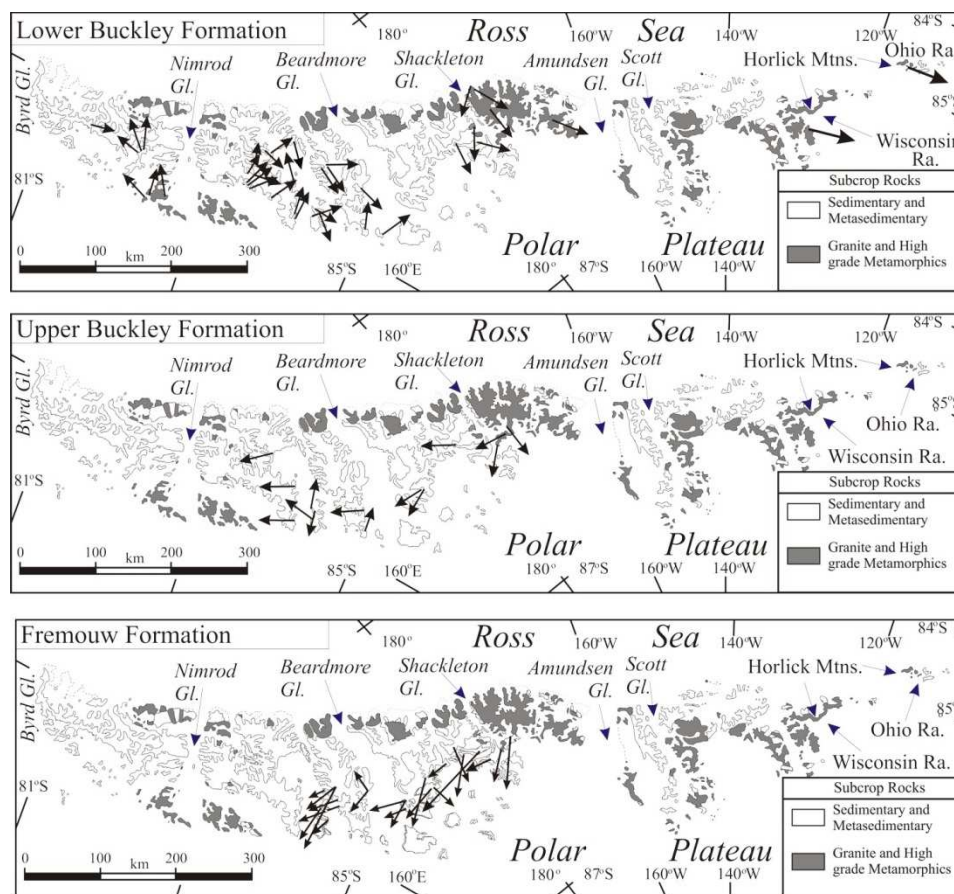 Lower Buckley Formation
180°
Ross
160°W
Sea
140°W
120°W
84°S
Byrd Gl.
Nimrod
Gl.
Beardmore
Gl.
Shackleton
Gl.
Amundsen
Gl.
Scott
Gl.
Horlick Mtns.
Ohio Ra.
85°S
Wisconsin
Ra.
81°S
Subcrop Rocks
Sedimentary and
Metasedimentary
Granite and High
grade Metamorphics
0 100 200 300
km
Polar
Plateau
85°S
160°E
180°
87°S
160°W
140°W
Upper Buckley Formation
180°
Ross
160°W
Sea
140°W
120°W
84°S
Byrd Gl.
Nimrod
Gl.
Beardmore
Gl.
Shackleton
Gl.
Amundsen
Gl.
Scott
Gl.
Horlick Mtns.
85°S
Ohio Ra.
Wisconsin Ra.
81°S
Subcrop Rocks
Sedimentary and
Metasedimentary
Granite and High
grade Metamorphics
0 100 200 300
km
Polar
Plateau
85°S
160°E
180°
87°S
160°W
140°W
Fremouw Formation
180°
Ross
160°W
Sea
140°W
120°W
84°S
Byrd Gl.
Nimrod
Gl.
Beardmore
Gl.
Shackleton
Gl.
Amundsen
Gl.
Scott
Gl.
Horlick Mtns.
85°
Ohio Ra.
Wisconsin Ra.
81°S
Subcrop Rocks
Sedimentary and
Metasedimentary
Granite and High
grade Metamorphics
0 100 200 300
km
Polar
Plateau
85°S
160°E
180°
87°S
160°W
140°W